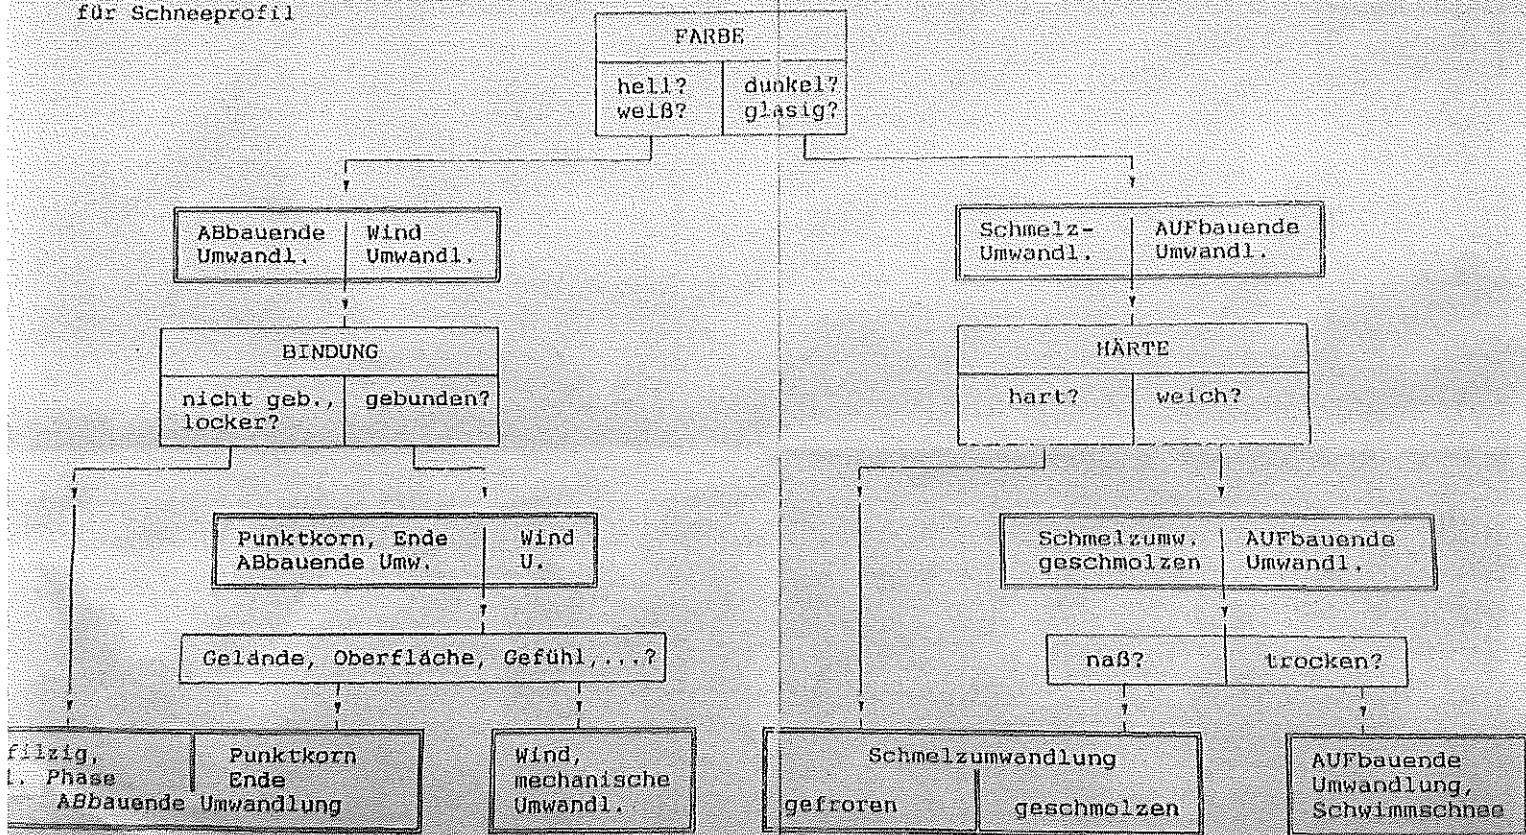 für Schneeprofil
FARBE
hell?
weiß?
dunkel?
glasig?
ABbauende
Umwandl.
Wind
Umwandl.
Schmelz-
Umwandl.
AUFbauende
Umwandl.
BINDUNG
nicht geb.,
locker?
gebunden?
HÄRTE
hart?
weich?
Punktkorn, Ende
ABbauende Umw.
Wind
U.
Schmelzumw.
geschmolzen
AUFbauende
Umwandl.
Gelände, Oberfläche, Gefühl,...?
naß?
trocken?
filzig,
1. Phase
Punktkorn
Ende
ABbauende Umwandlung
Wind,
mechanische
Umwandl.
Schmelzumwandlung
gefroren
geschmolzen
AUFbauende
Umwandlung,
Schwimmschnee